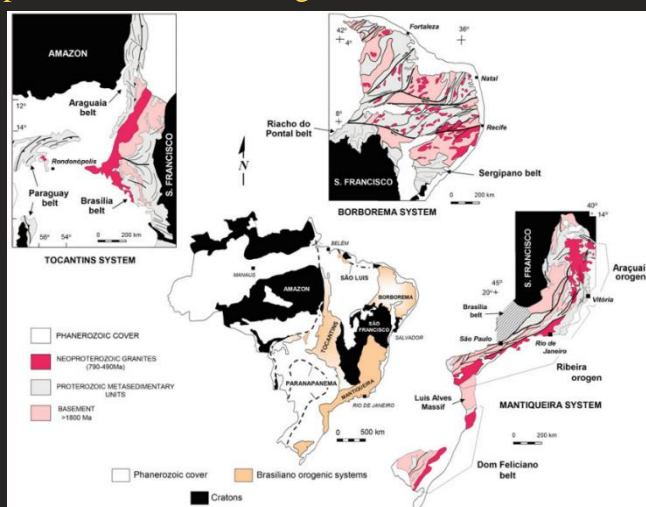 AMAZON
Araguaia
belt
12°
14°
Rondonópolis
Paraguay
belt
Brasília
belt
S. FRANCISCO
56°
54°
0
200 km
TOCANTINS SYSTEM
N
42°
4°
Fortaleza
36°
Natal
8°
Riacho do
Pontal belt
Recife
S. FRANCISCO
Sergipano belt
0
200 km
BORBOREMA SYSTEM
BELÉM
MANAUS
SÃO LUIS
AMAZON
BORBOREMA
TOCANTINS
SÃO
FRANCISCO
SALVADOR
PARANAPANEMA
MANTIQUEIRA
RIO DE JANEIRO
0
500 km
40°
14°
S. FRANCISCO
Araçuaí
orogen
45°
20°
Vitória
Brasília
belt
São Paulo
Rio de
Janeiro
Ribeira
orogen
Luis Alves
Massif
MANTIQUEIRA SYSTEM
0
200 km
Dom Feliciano
belt
PHANEROZOIC COVER
NEOPROTEROZOIC GRANITES
(790-490Ma)
PROTEROZOIC METASEDIMENTARY
UNITS
BASEMENT
>1800 Ma
Phanerozoic cover
Brasiliano orogenic systems
Cratons